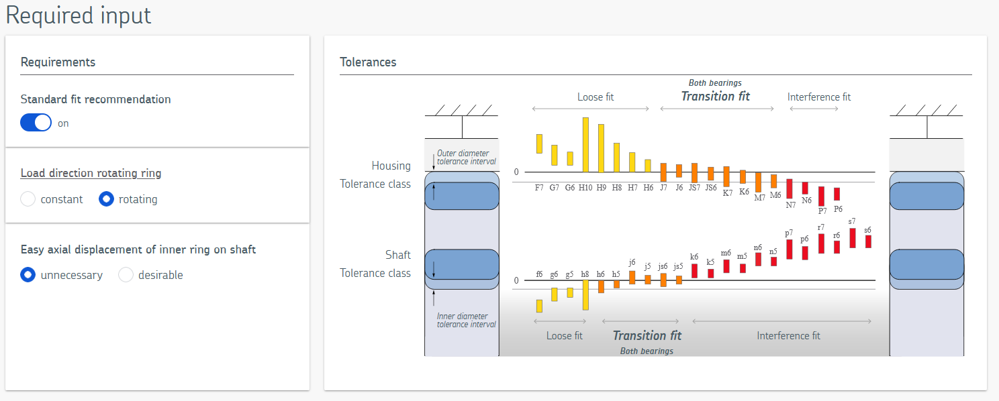 Required input
Requirements
Standard fit recommendation
on
Load direction rotating ring
constant rotating
Easy axial displacement of inner ring on shaft
unnecessary desirable
Tolerances
Both bearings
Loose fit Transition fit Interference fit
Outer diameter
tolerance interval
Housing
Tolerance class
0
F7 G7 G6 H10 H9 H8 H7 H6 J7 J6 JS7 JS6 K7 K6 M7 M6 N7 N6 P7 P6
Shaft
Tolerance class
0
f6 g6 g5 h8 h6 h5 j6 j5 js6 js5 k6 k5 m6 m5 n6 n5 p7 p6 r7 r6 s7 s6
Inner diameter
tolerance interval
Loose fit Transition fit Interference fit
Both bearings